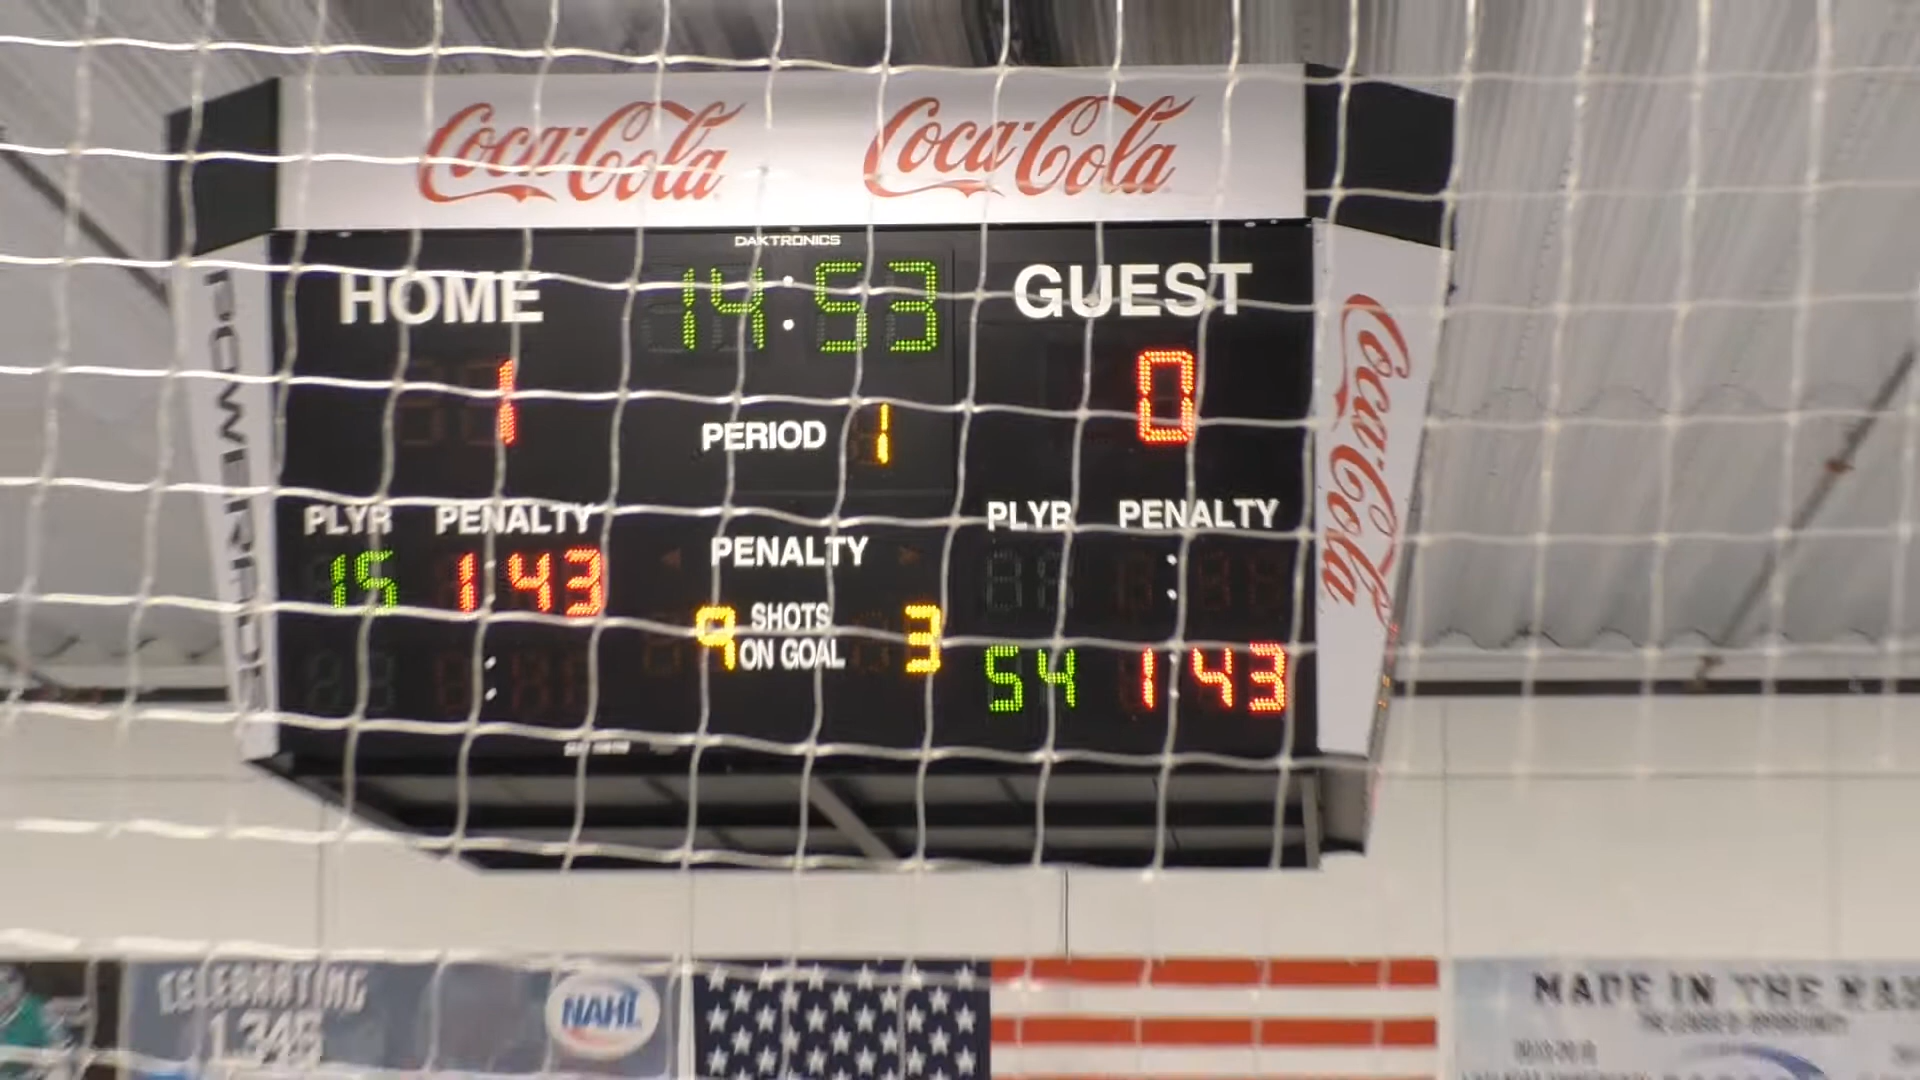 Coca-Cola Coca-Cola
DAKTRONICS
HOME 14:53 GUEST
1 0
PERIOD 1
PLYR PENALTY PLYR PENALTY
15 1:43 PENALTY
9 SHOTS ON GOAL 3
54 1:43
POWERADE
Coca-Cola
CELEBRATING
NAHL
MADE IN THE